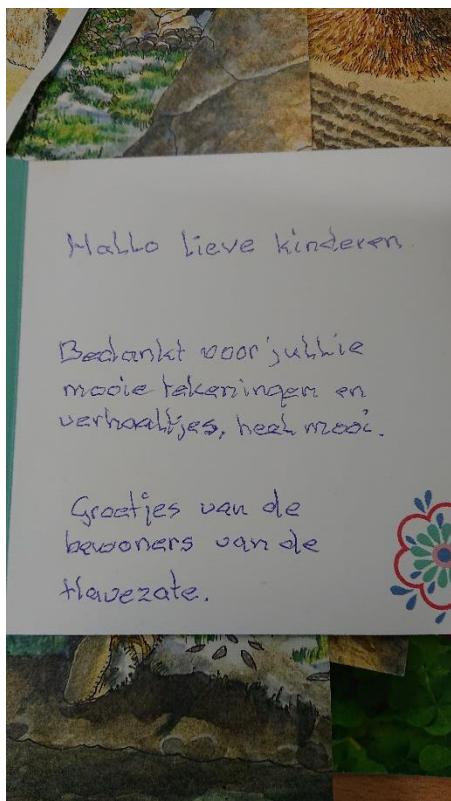 Hallo lieve kinderen
Bedankt voor jullie
mooie tekeningen en
verhaaltjes, heel mooi.
Groetjes van de
bewoners van de
Havezate.